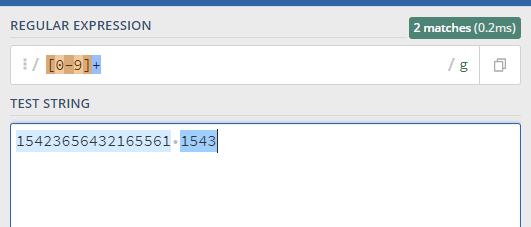 REGULAR EXPRESSION 2 matches (0.2ms)
/ [0-9]+ / g
TEST STRING
15423656432165561·1543